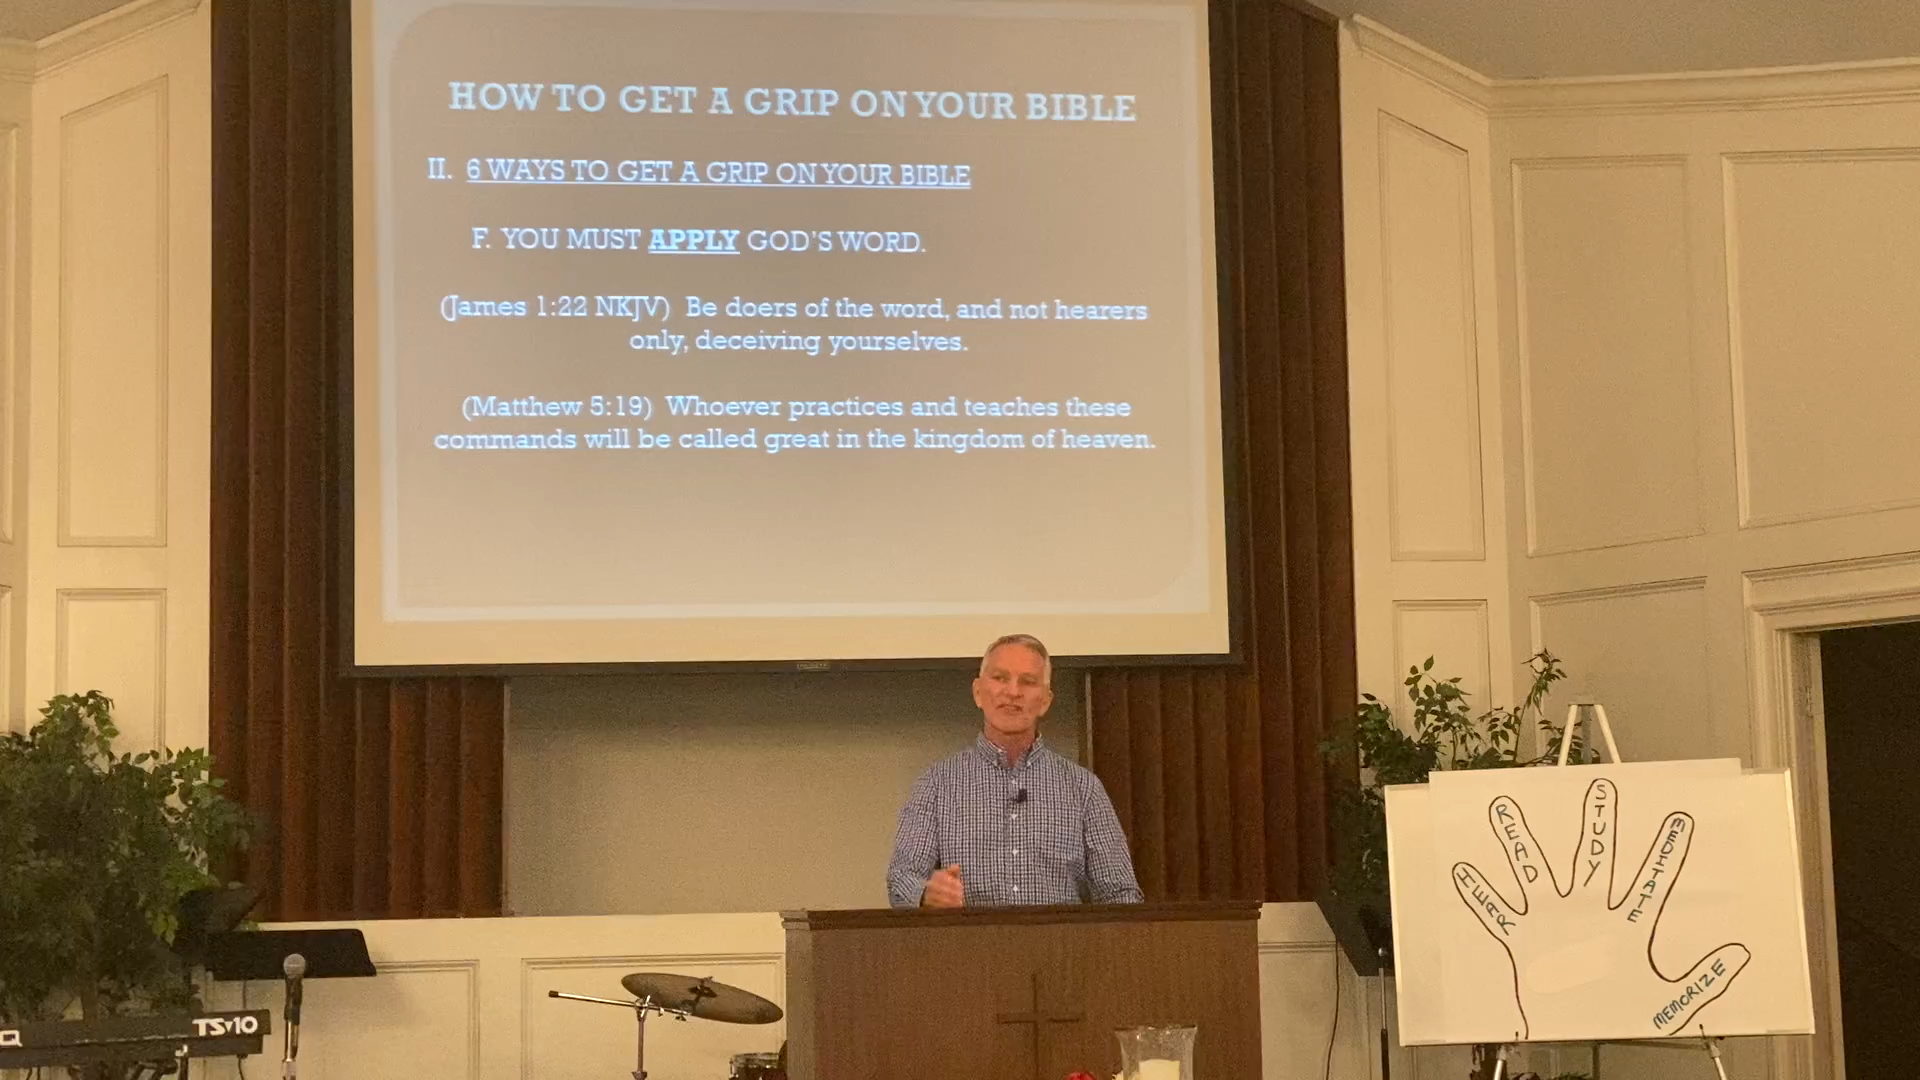 HOW TO GET A GRIP ON YOUR BIBLE
II. 6 WAYS TO GET A GRIP ON YOUR BIBLE
F. YOU MUST APPLY GOD'S WORD.
(James 1:22 NKJV) Be doers of the word, and not hearers
only, deceiving yourselves.
(Matthew 5:19) Whoever practices and teaches these
commands will be called great in the kingdom of heaven.
HEAR
READ
STUDY
MEDITATE
MEMORIZE
TSV10